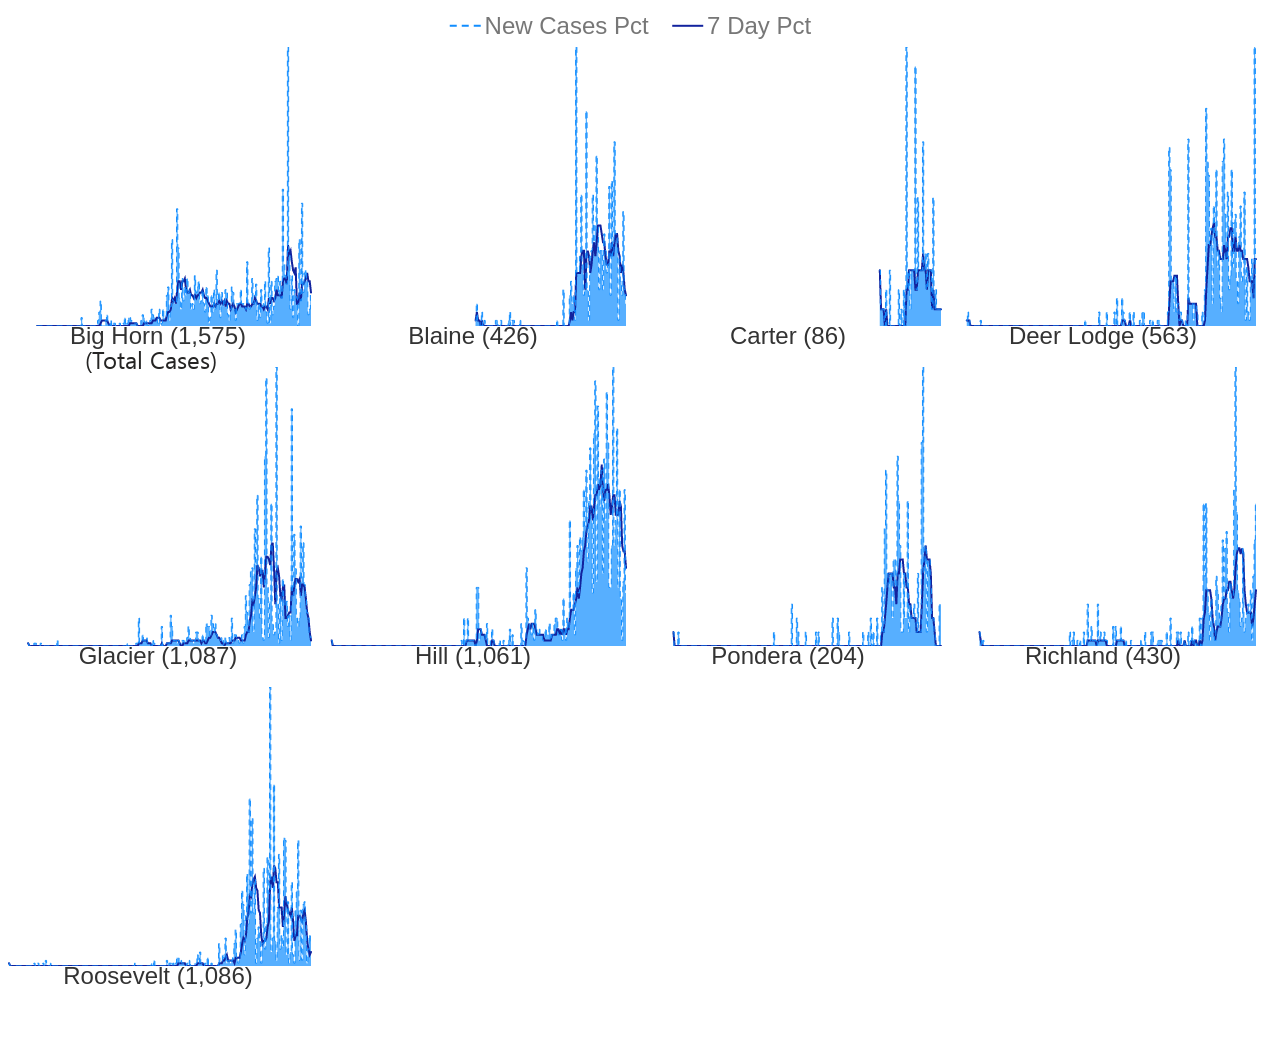 New Cases Pct 7 Day Pct
Big Horn (1,575) Blaine (426) Carter (86) Deer Lodge (563)
(Total Cases)
Glacier (1,087) Hill (1,061) Pondera (204) Richland (430)
Roosevelt (1,086)